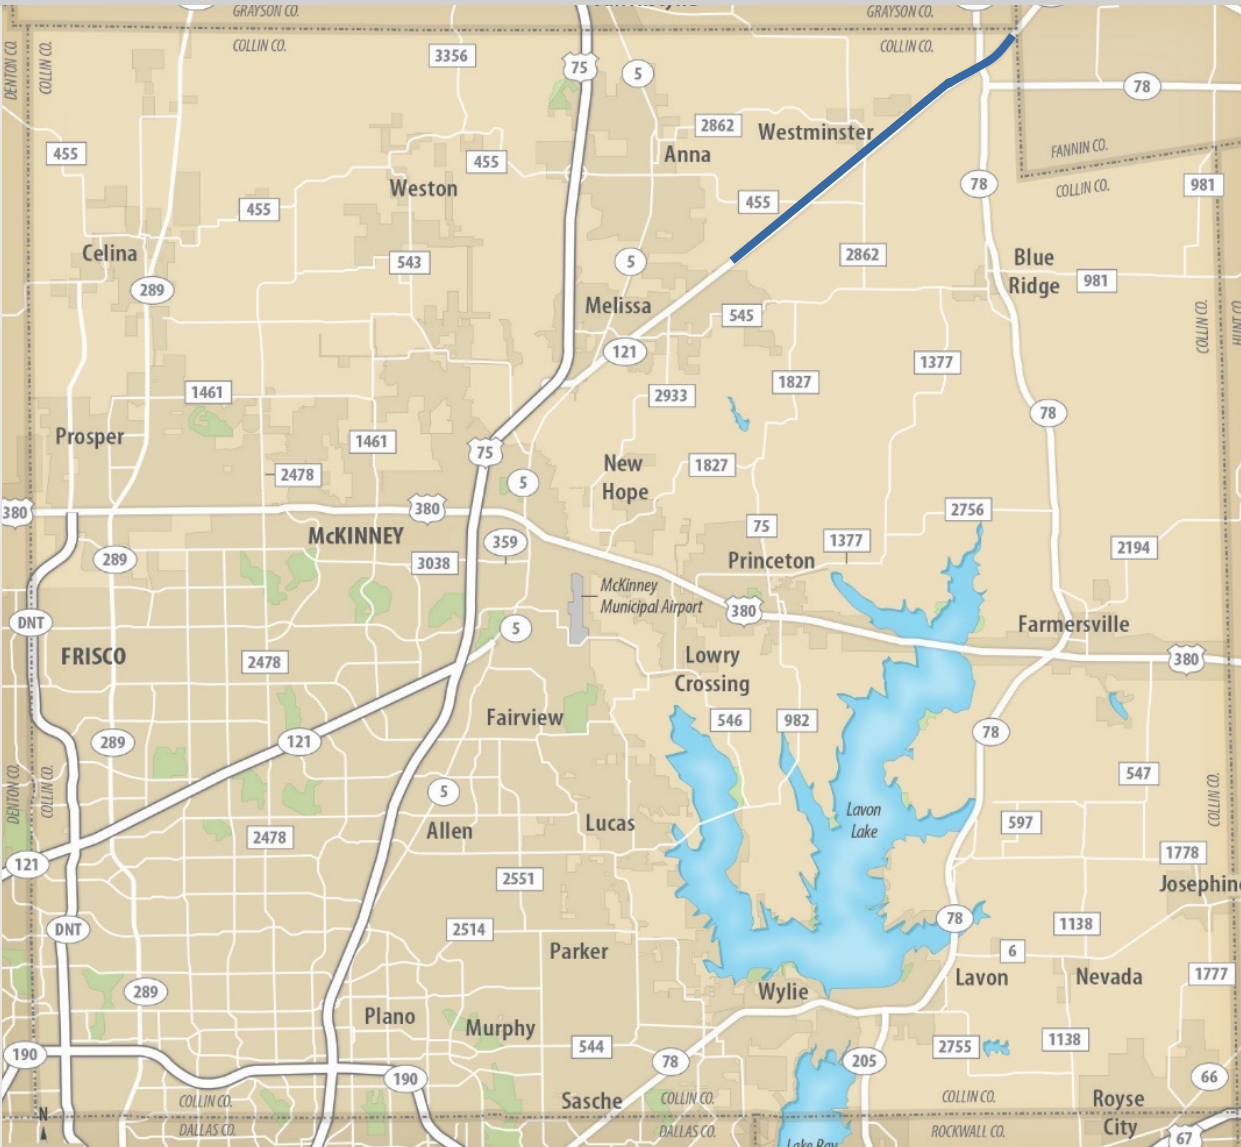 GRAYSON CO.
GRAYSON CO.
COLLIN CO.
COLLIN CO.
DENTON CO.
COLLIN CO.
3356
75
5
78
2862
Westminster
FANNIN CO.
COLLIN CO.
455
455
Anna
Weston
78
981
455
455
Celina
543
5
2862
Blue
Ridge
981
289
Melissa
545
COLLIN CO.
121
1377
1461
2933
1827
78
Prosper
1461
75
New
Hope
1827
2478
5
380
380
2756
McKINNEY
359
75
1377
2194
289
3038
Princeton
McKinney
Municipal Airport
380
DNT
5
Farmersville
FRISCO
2478
Lowry
Crossing
380
Fairview
546
982
78
289
121
DENTON CO.
COLLIN CO.
547
COLLIN CO.
5
Allen
Lucas
Lavon
Lake
597
2478
121
1778
2551
Josephine
DNT
2514
78
1138
Parker
6
Lavon
Nevada
1777
289
Wylie
Plano
Murphy
544
78
205
2755
1138
190
190
66
COLLIN CO.
Sasche
COLLIN CO.
COLLIN CO.
Royse
City
N
DALLAS CO.
DALLAS CO.
ROCKWALL CO.
67